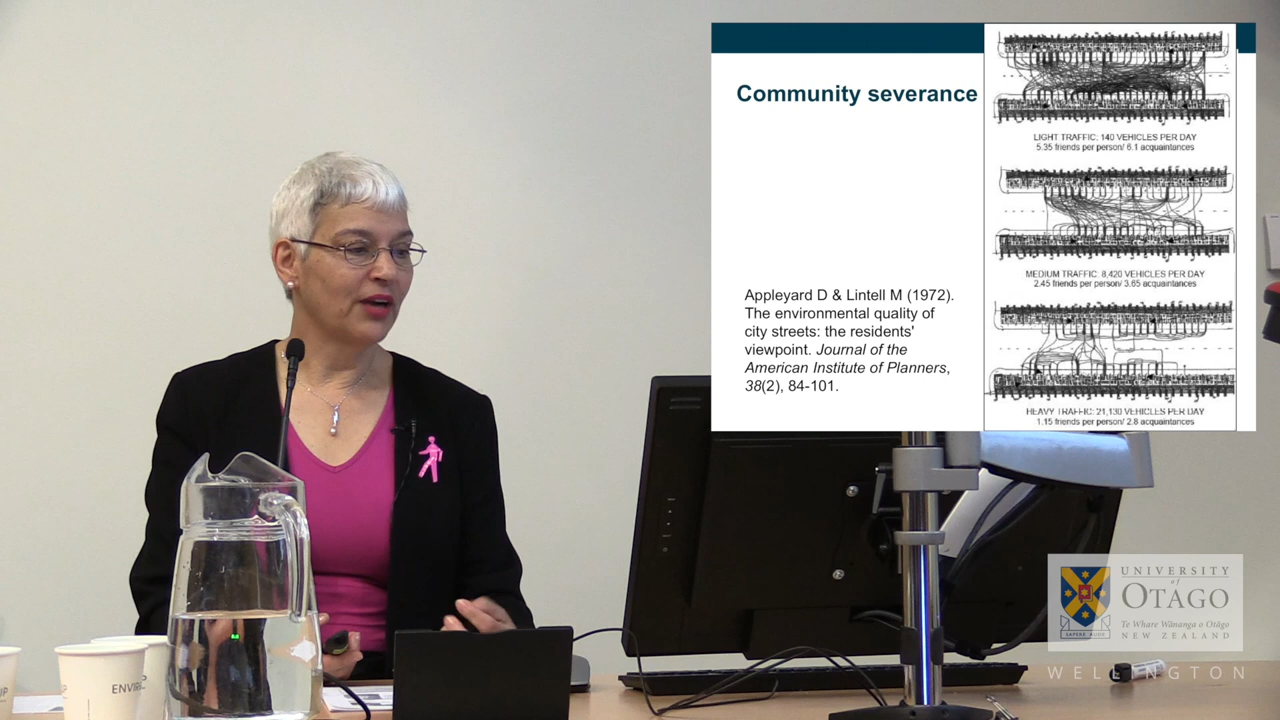 Community severance
Appleyard D & Lintell M (1972).
The environmental quality of
city streets: the residents'
viewpoint. Journal of the
American Institute of Planners,
38(2), 84-101.
LIGHT TRAFFIC: 140 VEHICLES PER DAY
5.35 friends per person/ 6.1 acquaintances
MEDIUM TRAFFIC: 8,420 VEHICLES PER DAY
2.45 friends per person/ 3.65 acquaintances
HEAVY TRAFFIC: 21,130 VEHICLES PER DAY
1.15 friends per person/ 2.8 acquaintances
UNIVERSITY
of
OTAGO
Te Whare Wānanga o Otāgo
NEW ZEALAND
SAPERE AUDE
WELLINGTON